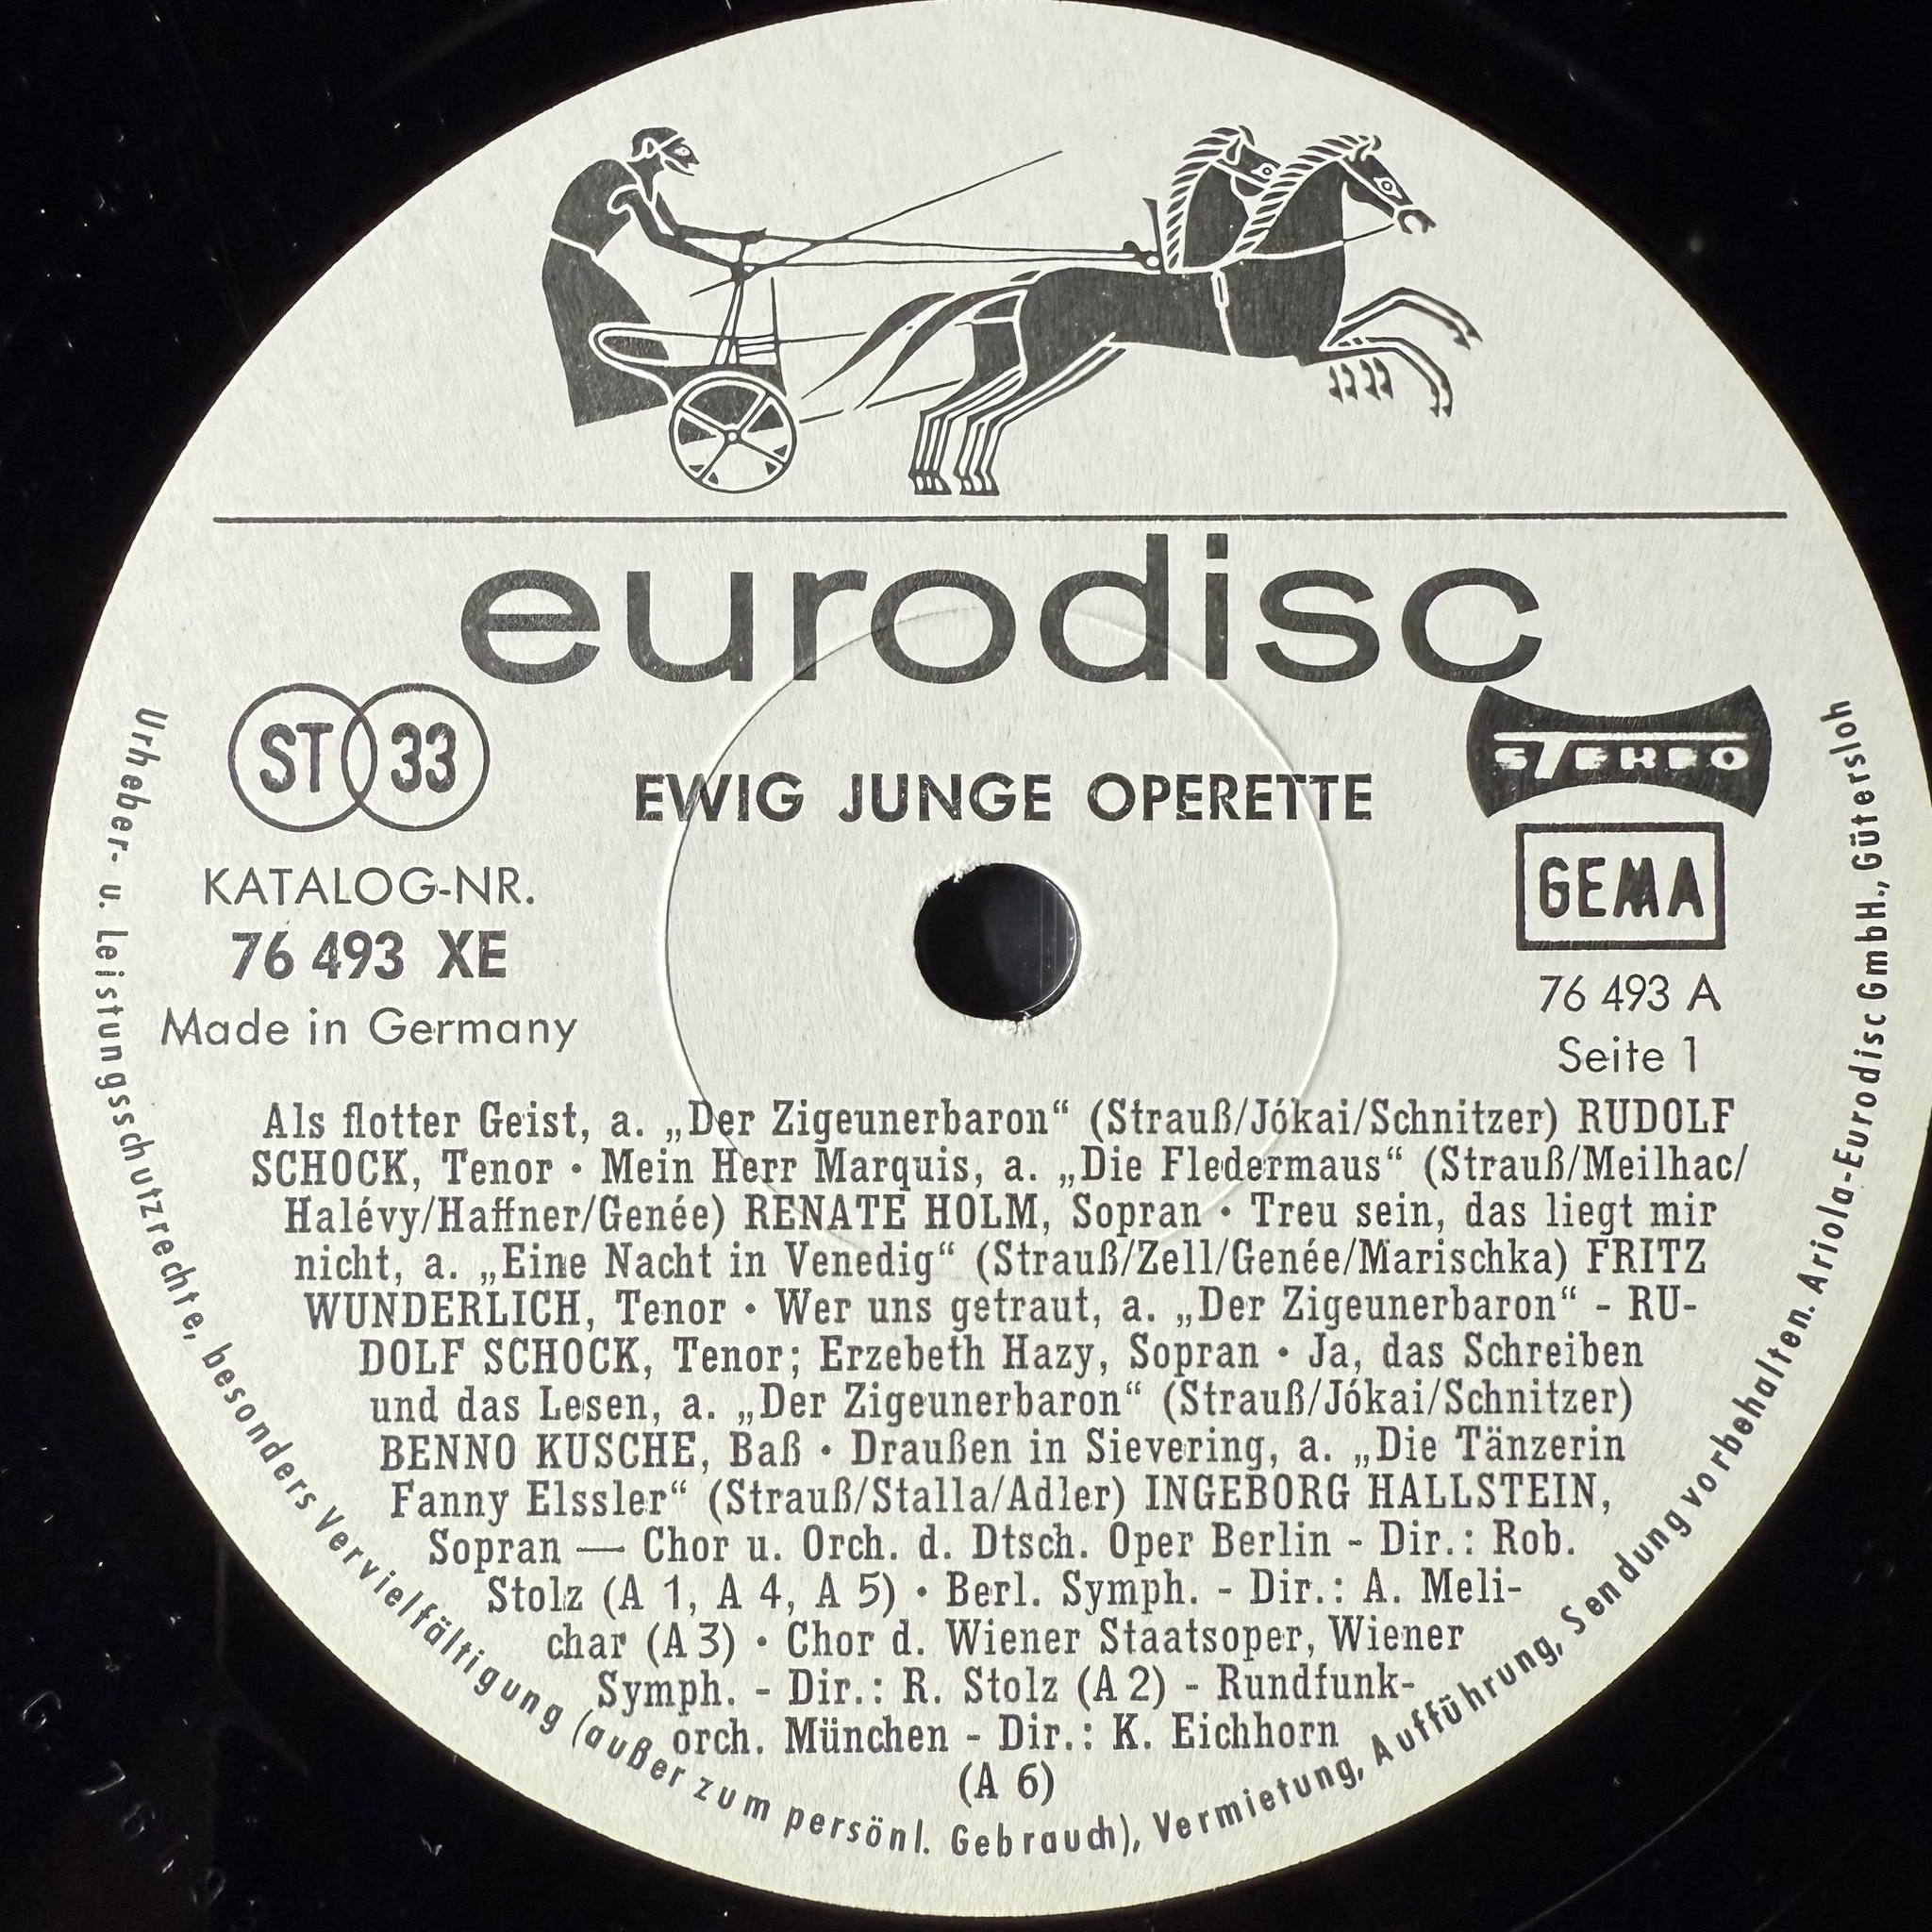 eurodisc
ST 33
STEREO
EWIG JUNGE OPERETTE
GEMA
KATALOG-NR.
76 493 XE
Made in Germany
76 493 A
Seite 1
Als flotter Geist, a. „Der Zigeunerbaron“ (Strauß/Jókai/Schnitzer) RUDOLF
SCHOCK, Tenor • Mein Herr Marquis, a. „Die Fledermaus“ (Strauß/Meilhac/
Halévy/Haffner/Genée) RENATE HOLM, Sopran • Treu sein, das liegt mir
nicht, a. „Eine Nacht in Venedig“ (Strauß/Zell/Genée/Marischka) FRITZ
WUNDERLICH, Tenor • Wer uns getraut, a. „Der Zigeunerbaron“ - RU-
DOLF SCHOCK, Tenor; Erzebeth Hazy, Sopran • Ja, das Schreiben
und das Lesen, a. „Der Zigeunerbaron“ (Strauß/Jókai/Schnitzer)
BENNO KUSCHE, Baß • Draußen in Sievering, a. „Die Tänzerin
Fanny Elssler“ (Strauß/Stalla/Adler) INGEBORG HALLSTEIN,
Sopran — Chor u. Orch. d. Dtsch. Oper Berlin - Dir.: Rob.
Stolz (A 1, A 4, A 5) • Berl. Symph. - Dir.: A. Meli-
char (A 3) • Chor d. Wiener Staatsoper, Wiener
Symph. - Dir.: R. Stolz (A 2) - Rundfunk-
orch. München - Dir.: K. Eichhorn
(A 6)
Urheber- u. Leistungsschutzrechte, besonders Vervielfältigung (außer zum persönl. Gebrauch), Vermietung, Aufführung, Sendung vorbehalten. Ariola-Eurodisc GmbH., Gütersloh